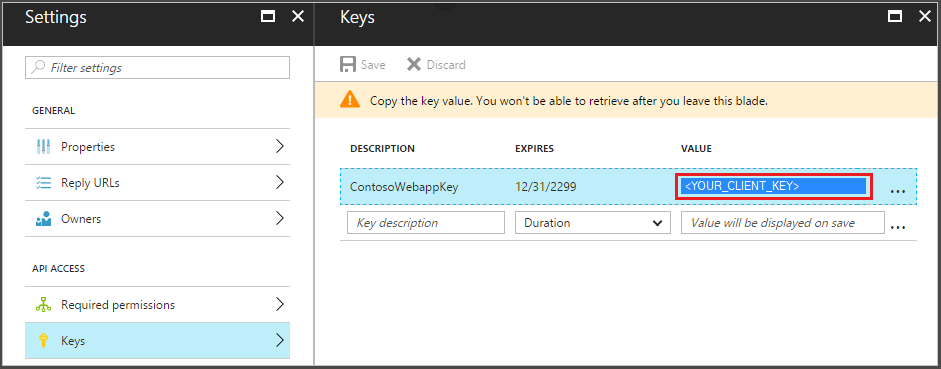 Settings
Filter settings
GENERAL
Properties
Reply URLs
Owners
API ACCESS
Required permissions
Keys
Keys
Save Discard
Copy the key value. You won't be able to retrieve after you leave this blade.
DESCRIPTION EXPIRES VALUE
ContosoWebappKey 12/31/2299 <YOUR_CLIENT_KEY> ...
Key description Duration Value will be displayed on save ...